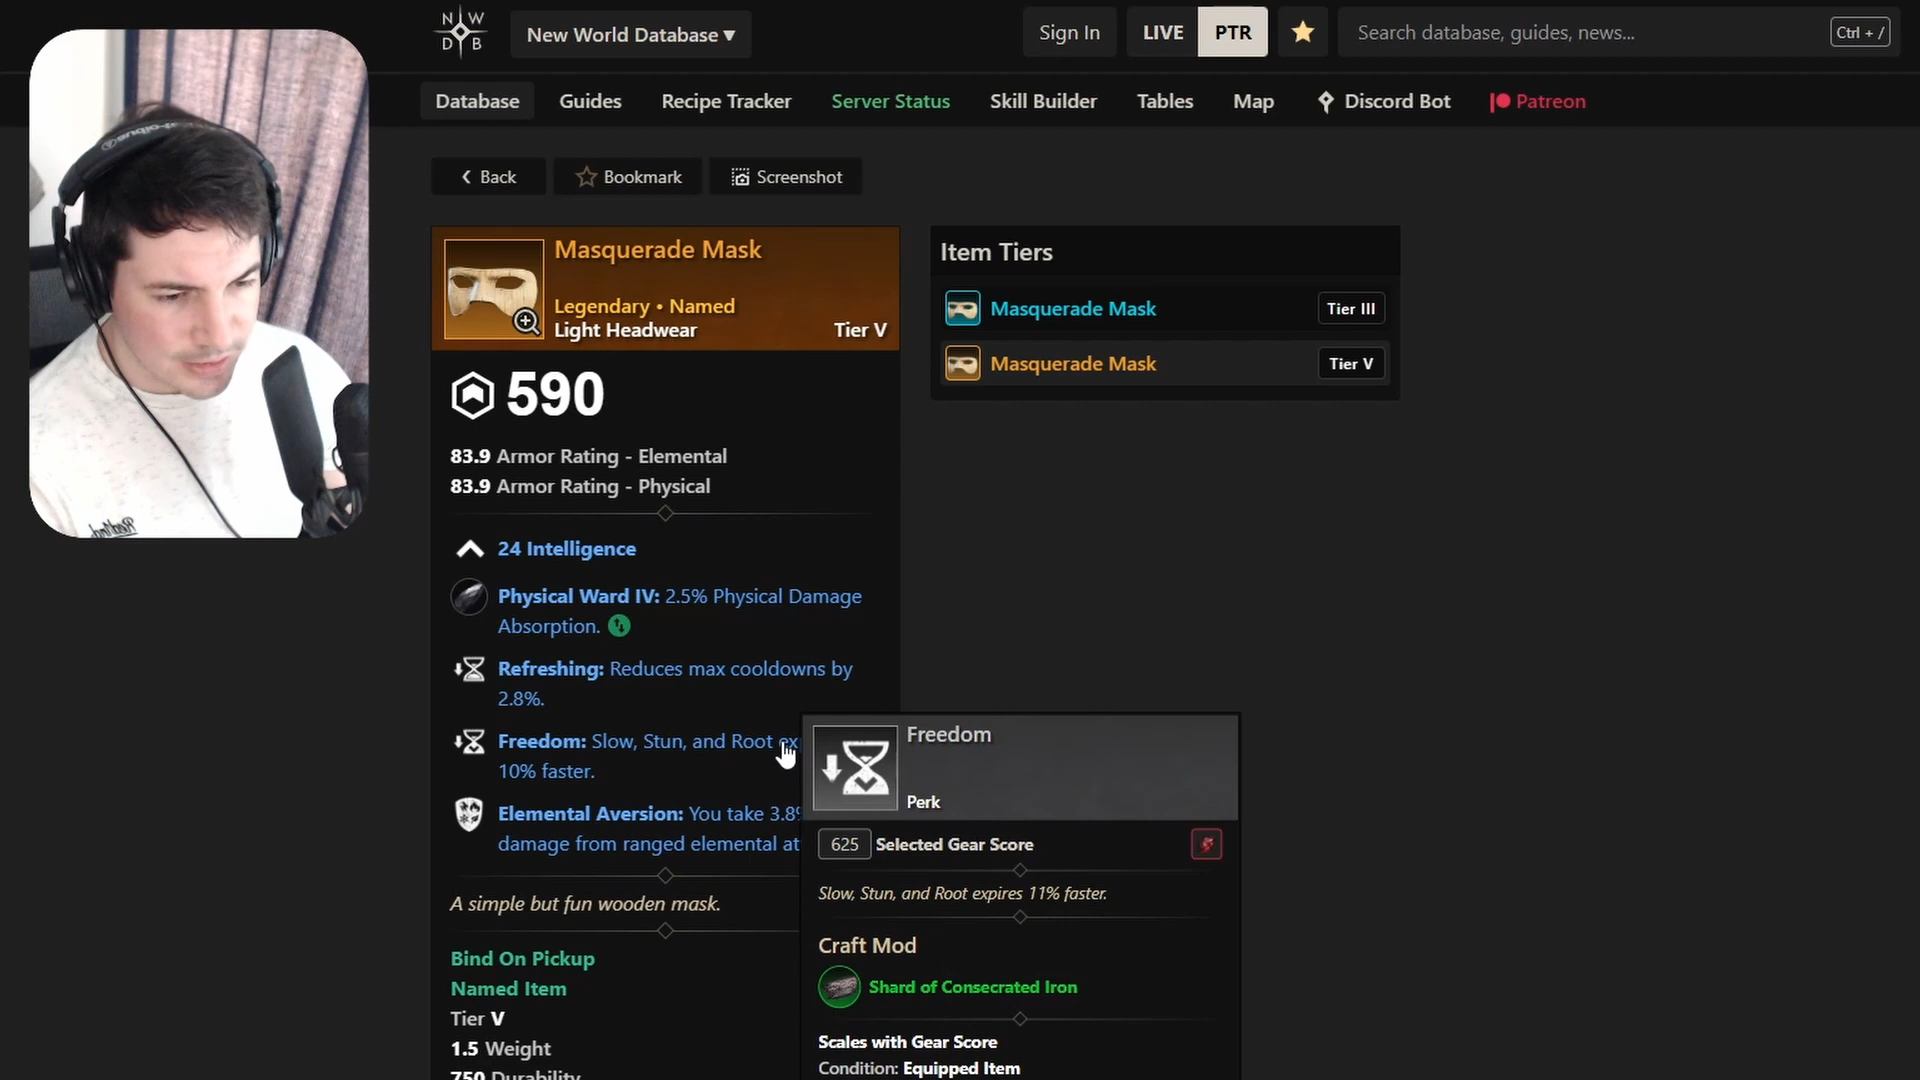 N W
D B
New World Database ▼
Sign In
LIVE
PTR
Search database, guides, news...
Ctrl + /
Database
Guides
Recipe Tracker
Server Status
Skill Builder
Tables
Map
Discord Bot
Patreon
Back
Bookmark
Screenshot
Masquerade Mask
Legendary • Named
Light Headwear
Tier V
590
83.9 Armor Rating - Elemental
83.9 Armor Rating - Physical
24 Intelligence
Physical Ward IV: 2.5% Physical Damage
Absorption.
Refreshing: Reduces max cooldowns by
2.8%.
Freedom: Slow, Stun, and Root
10% faster.
Elemental Aversion: You take 3.8%
damage from ranged elemental
A simple but fun wooden mask.
Bind On Pickup
Named Item
Tier V
1.5 Weight
750 Durability
Item Tiers
Masquerade Mask
Tier III
Masquerade Mask
Tier V
Freedom
Perk
625 Selected Gear Score
Slow, Stun, and Root expires 11% faster.
Craft Mod
Shard of Consecrated Iron
Scales with Gear Score
Condition: Equipped Item